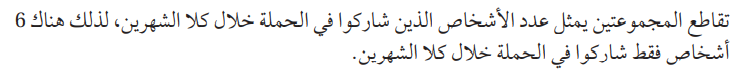 تقاطع المجموعتين يمثل عدد الأشخاص الذين شاركوا في الحملة خلال كلا الشهرين، لذلك هناك 6
أشخاص فقط شاركوا في الحملة خلال كلا الشهرين.